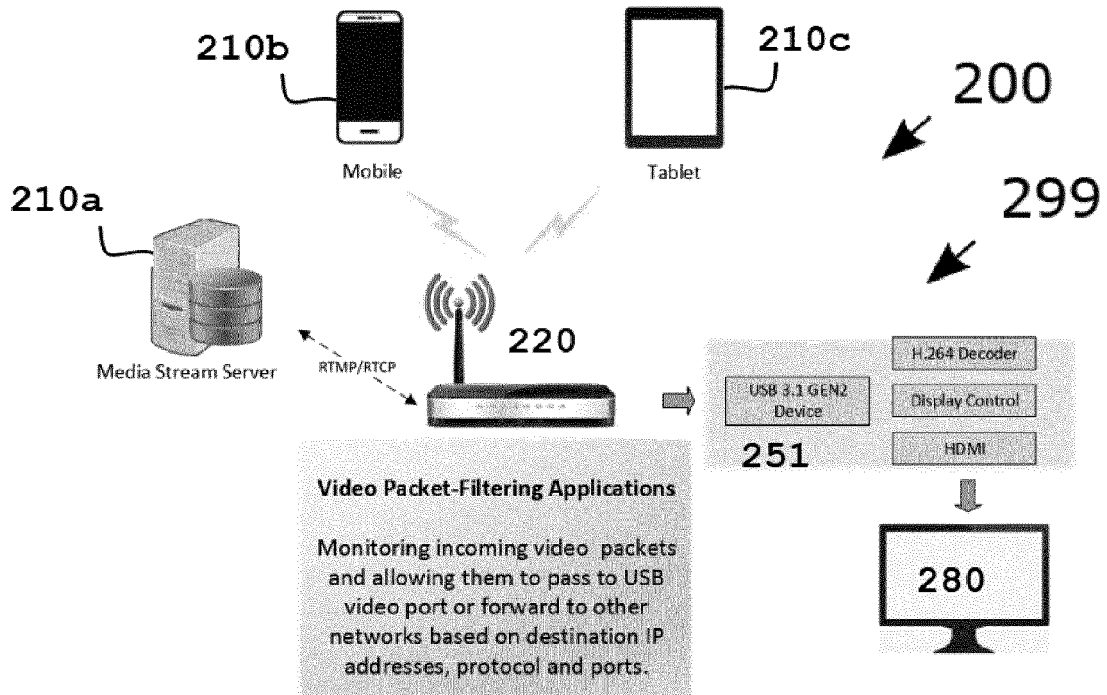 210b
210c
200
Mobile
Tablet
210a
299
220
RTMP/RTCP
Media Stream Server
H.264 Decoder
USB 3.1 GEN2
Device
Display Control
251
HDMI
Video Packet-Filtering Applications
Monitoring incoming video packets
and allowing them to pass to USB
video port or forward to other
networks based on destination IP
addresses, protocol and ports.
280